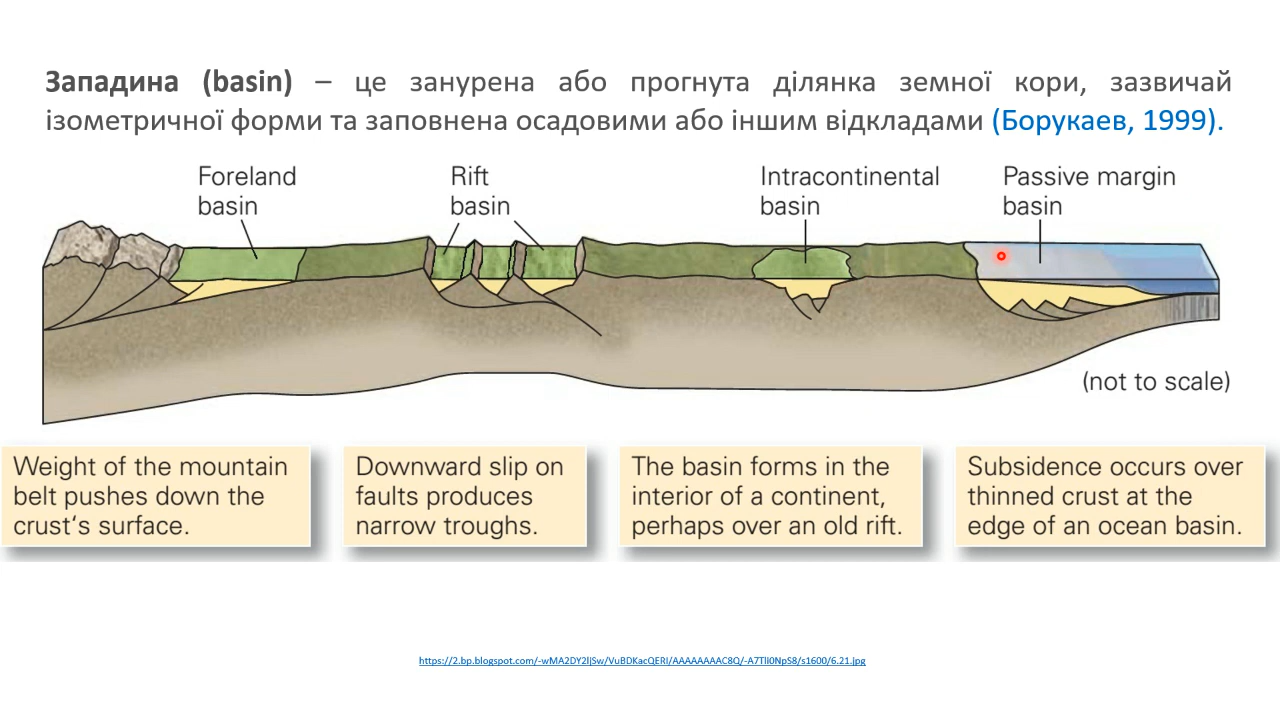 Западина (basin) – це занурена або прогнута ділянка земної кори, зазвичай
ізометричної форми та заповнена осадовими або іншим відкладами (Борукаев, 1999).
Foreland
basin
Rift
basin
Intracontinental
basin
Passive margin
basin
(not to scale)
Weight of the mountain
belt pushes down the
crust‘s surface.
Downward slip on
faults produces
narrow troughs.
The basin forms in the
interior of a continent,
perhaps over an old rift.
Subsidence occurs over
thinned crust at the
edge of an ocean basin.